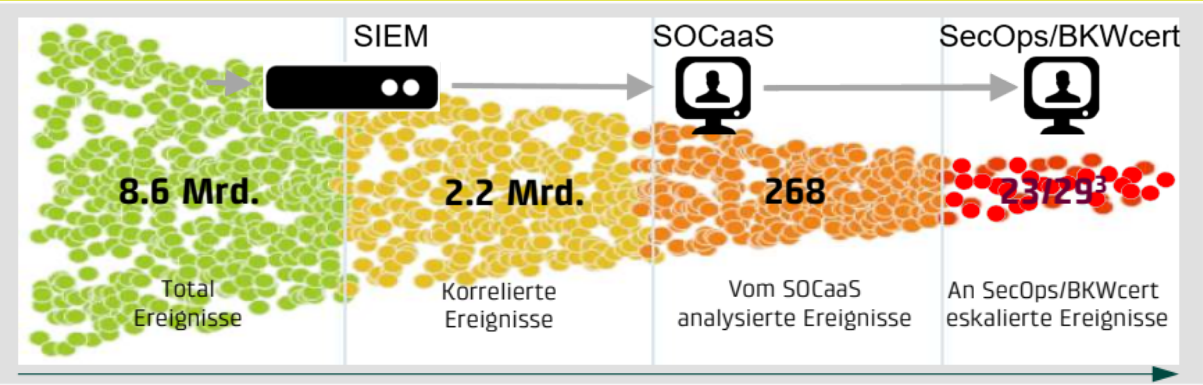 SIEM
SOCaaS
SecOps/BKWcert
8.6 Mrd.
2.2 Mrd.
268
23/29³
Total
Ereignisse
Korrelierte
Ereignisse
Vom SOCaaS
analysierte Ereignisse
An SecOps/BKWcert
eskalierte Ereignisse